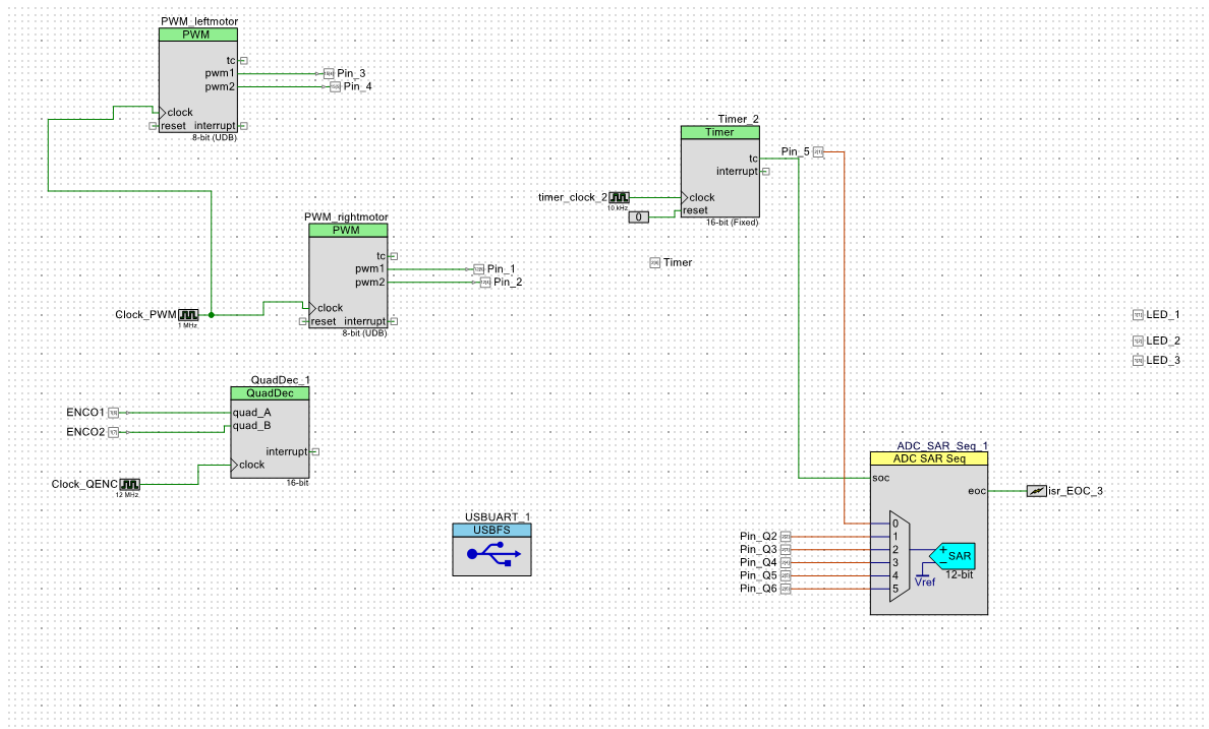 PWM_leftmotor
PWM
tc
pwm1
pwm2
clock
reset interrupt
8-bit (UDB)
Pin_3
Pin_4
PWM_rightmotor
PWM
tc
pwm1
pwm2
clock
reset interrupt
8-bit (UDB)
Pin_1
Pin_2
Clock_PWM
1 MHz
QuadDec_1
QuadDec
quad_A
quad_B
interrupt
clock
16-bit
ENCO1
ENCO2
Clock_QENC
12 MHz
USBUART_1
USBFS
Timer_2
Timer
tc
interrupt
clock
reset
16-bit (Fixed)
timer_clock_2
10 kHz
0
Pin_5
Timer
LED_1
LED_2
LED_3
ADC_SAR_Seq_1
ADC SAR Seq
soc
eoc
isr_EOC_3
0
1
2
3
4
5
+
SAR
-
12-bit
Vref
Pin_Q2
Pin_Q3
Pin_Q4
Pin_Q5
Pin_Q6